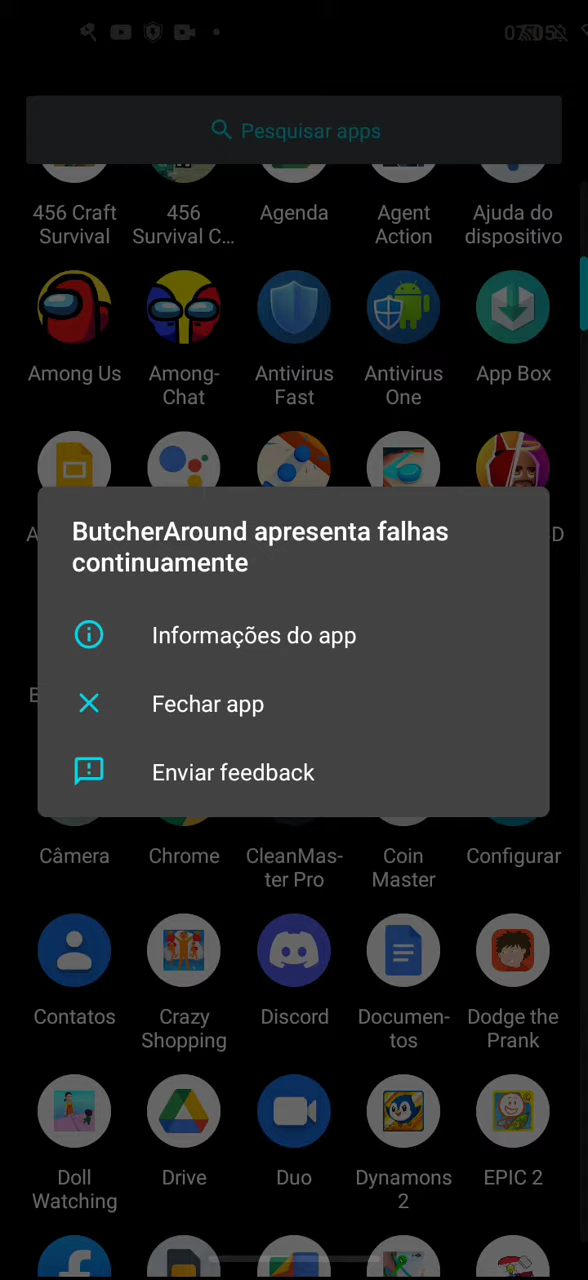 Pesquisar apps
456 Craft
Survival
456
Survival C...
Agenda
Agent
Action
Ajuda do
dispositivo
Among Us
Among-
Chat
Antivirus
Fast
Antivirus
One
App Box
ButcherAround apresenta falhas
continuamente
Informações do app
Fechar app
Enviar feedback
Câmera
Chrome
CleanMas-
ter Pro
Coin
Master
Configurar
Contatos
Crazy
Shopping
Discord
Documen-
tos
Dodge the
Prank
Doll
Watching
Drive
Duo
Dynamons
2
EPIC 2